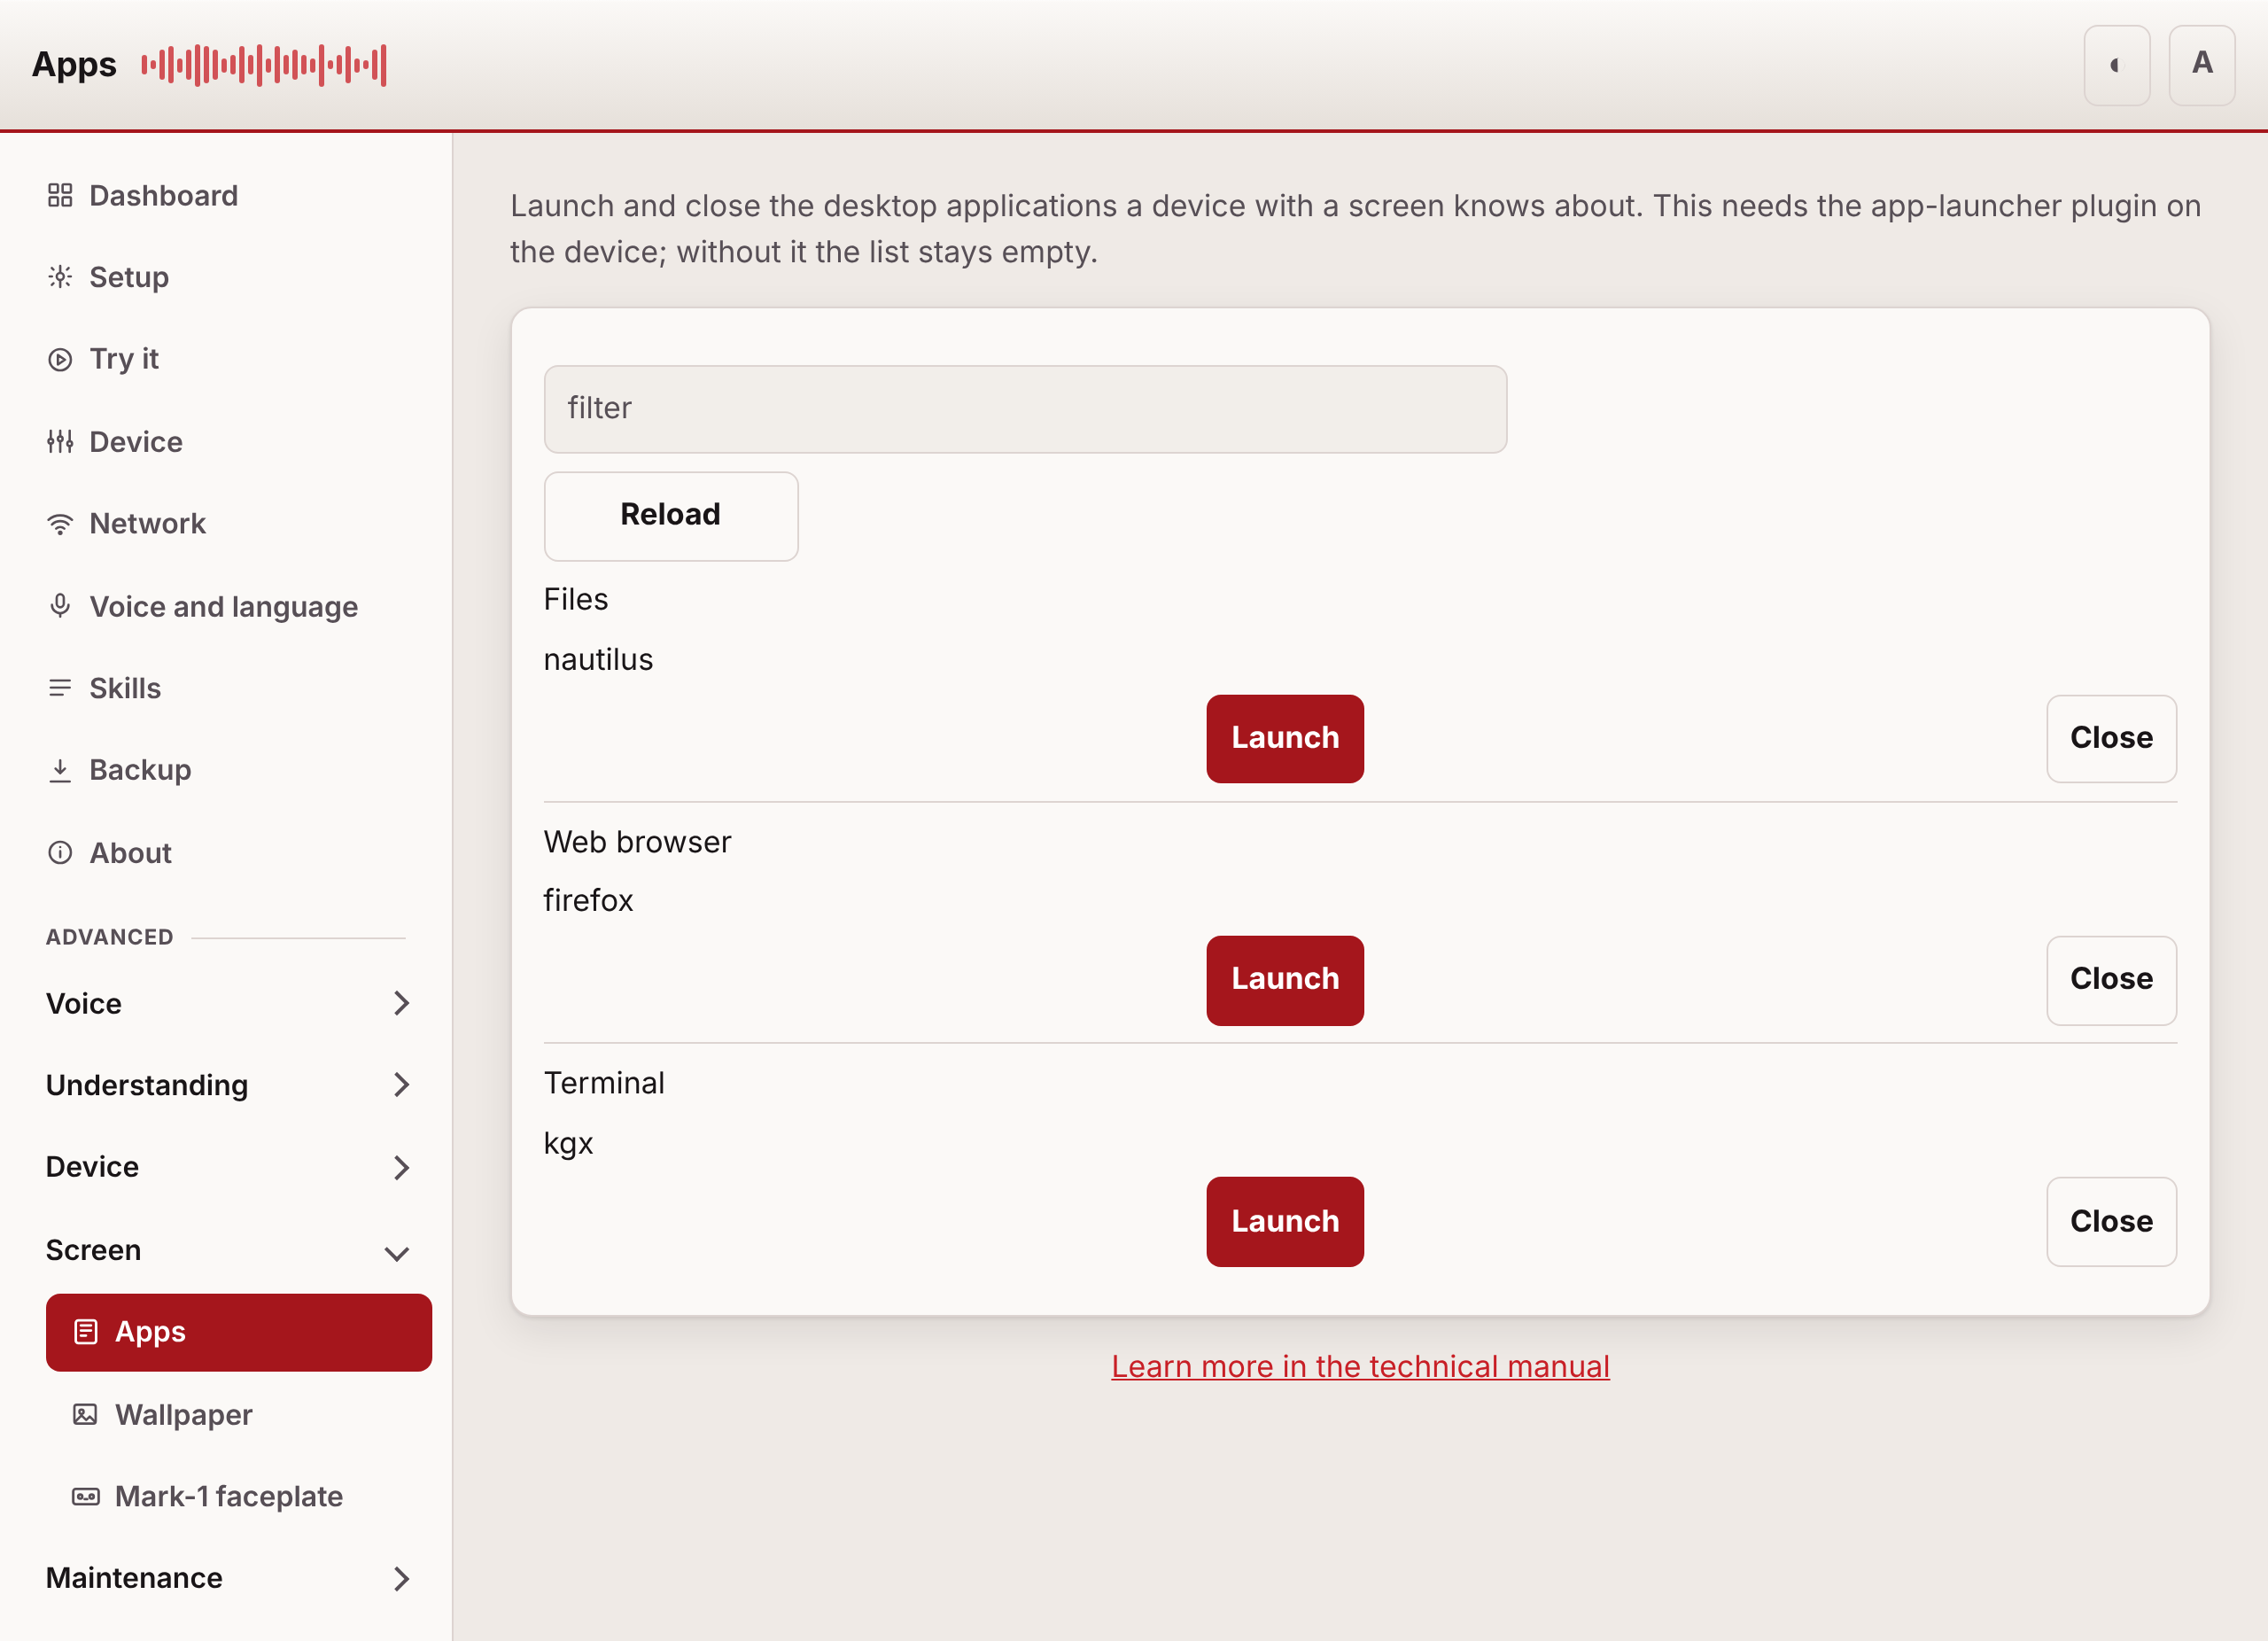 Apps
A
Dashboard
Setup
Try it
Device
Network
Voice and language
Skills
Backup
About
ADVANCED
Voice
Understanding
Device
Screen
Apps
Wallpaper
Mark-1 faceplate
Maintenance
Launch and close the desktop applications a device with a screen knows about. This needs the app-launcher plugin on
the device; without it the list stays empty.
filter
Reload
Files
nautilus
Launch Close
Web browser
firefox
Launch Close
Terminal
kgx
Launch Close
Learn more in the technical manual